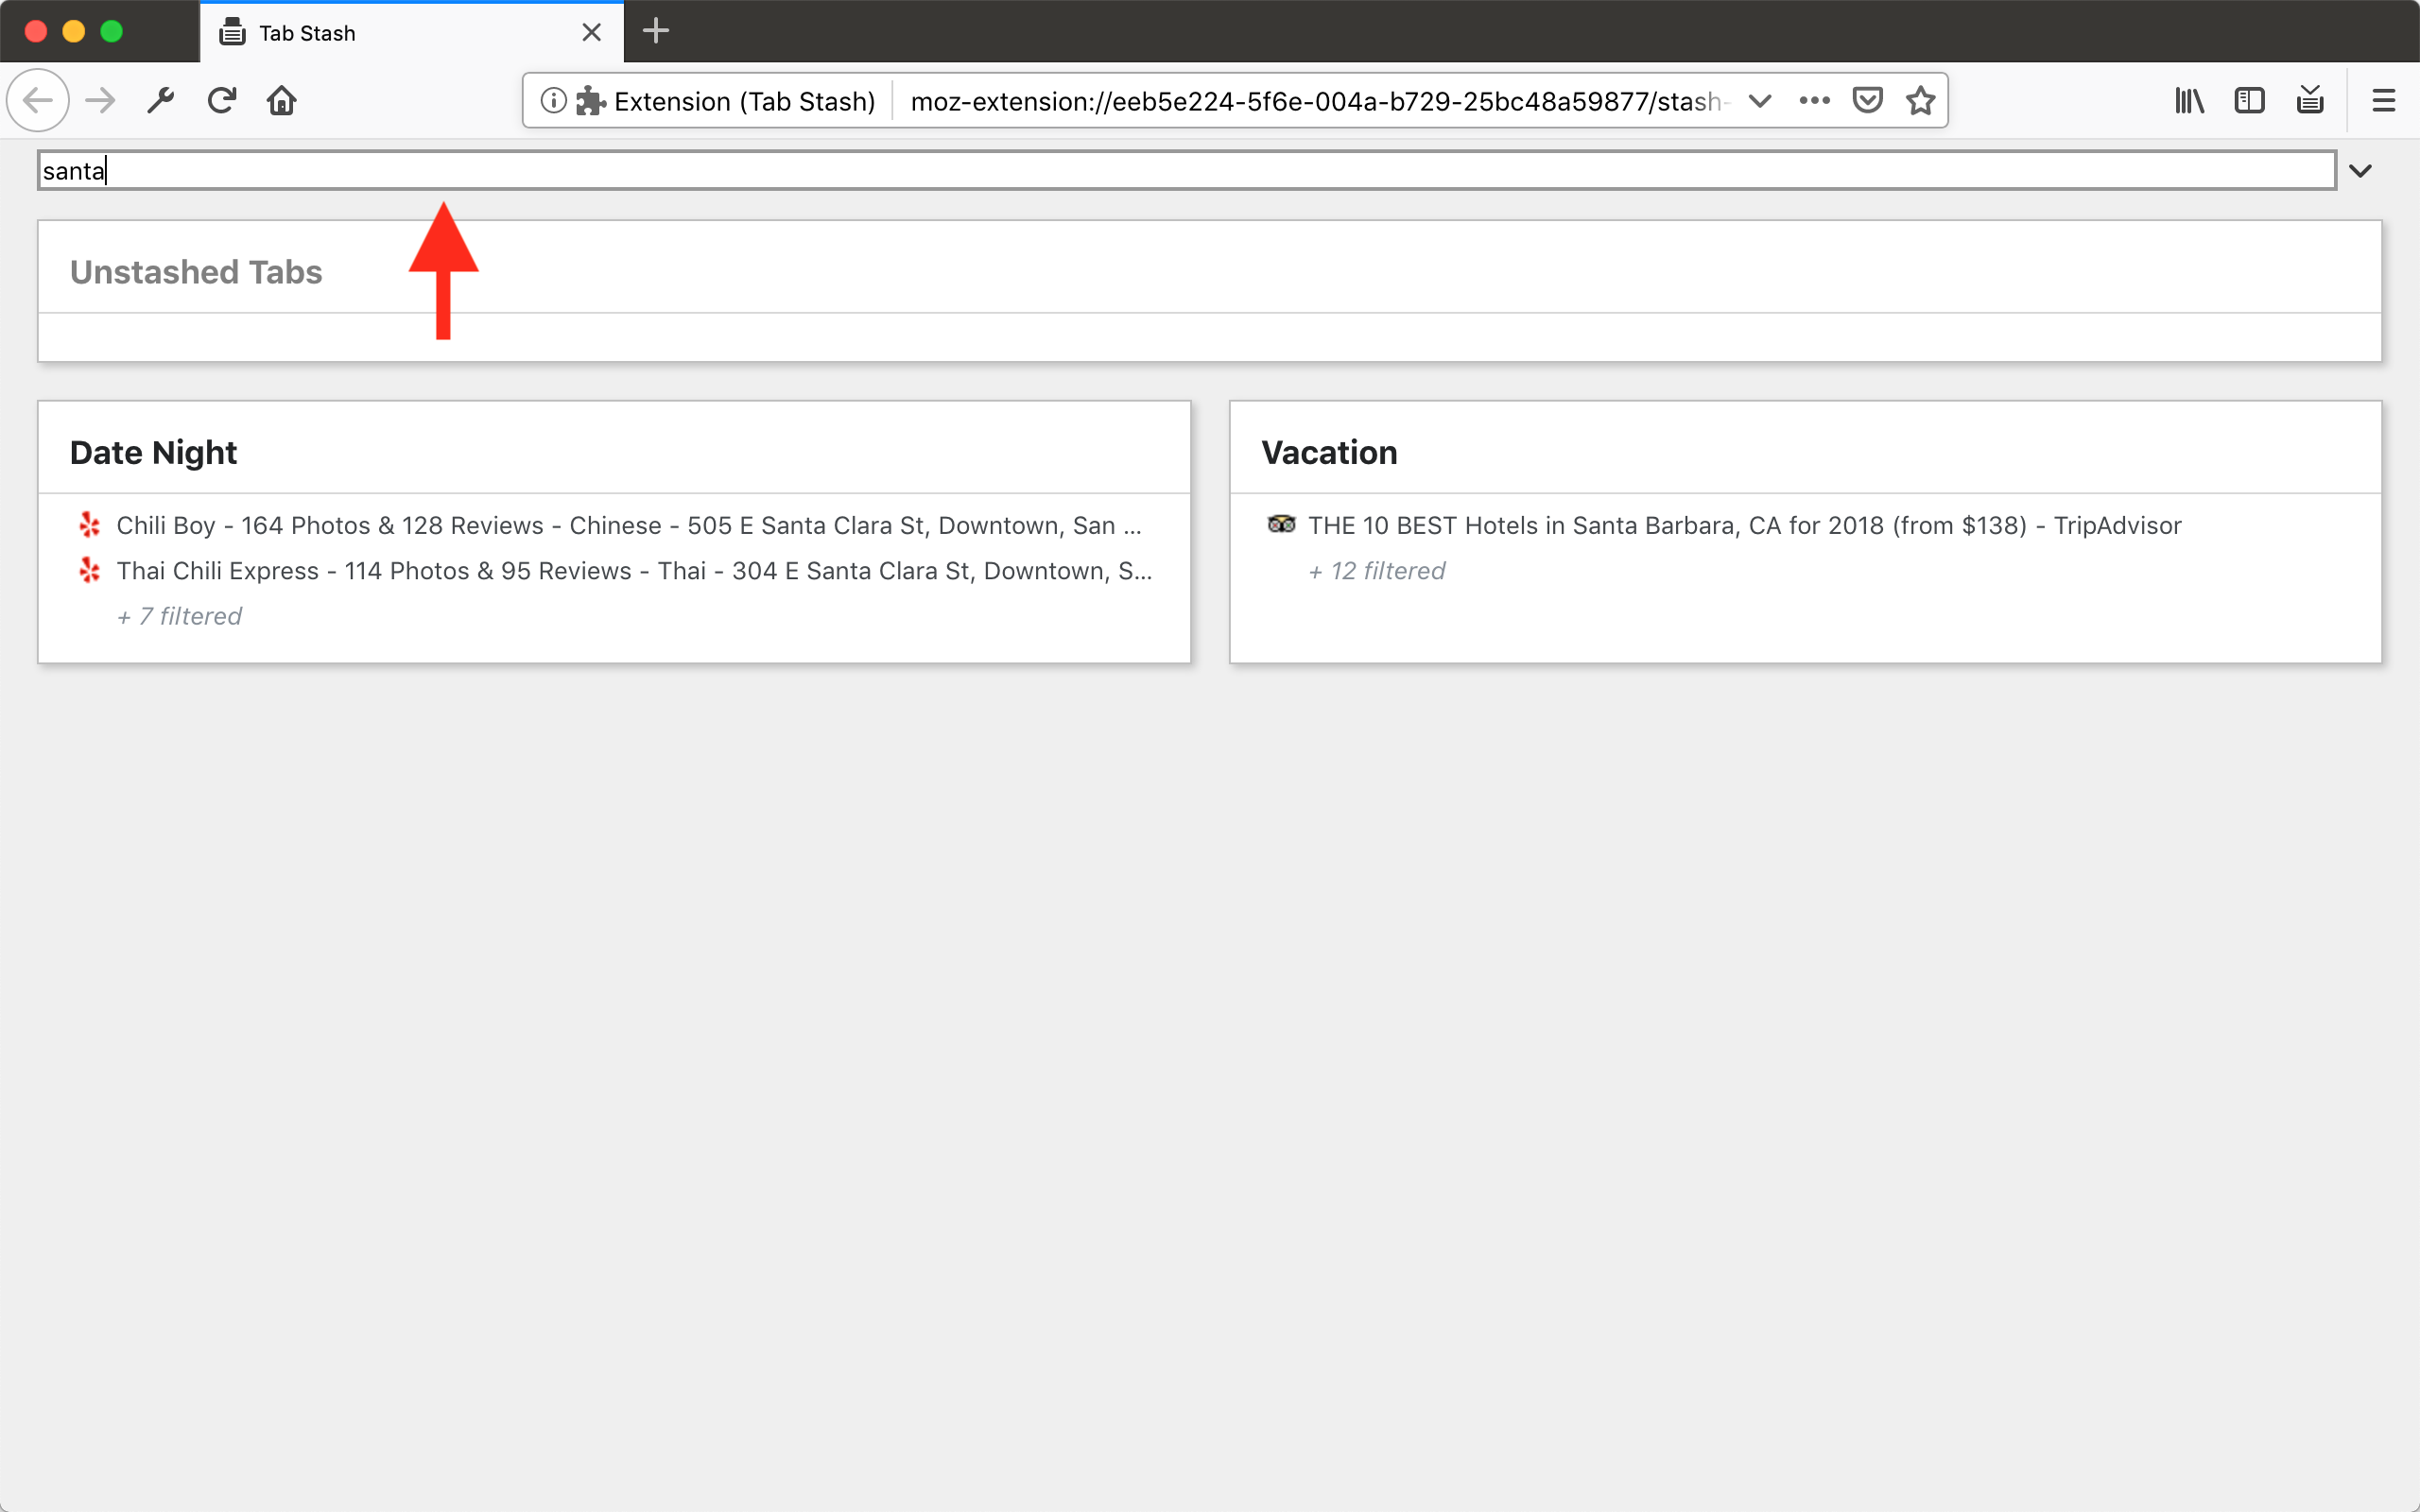 Tab Stash
Extension (Tab Stash) moz-extension://eeb5e224-5f6e-004a-b729-25bc48a59877/stash-
santa
Unstashed Tabs
Date Night
Chili Boy - 164 Photos & 128 Reviews - Chinese - 505 E Santa Clara St, Downtown, San ...
Thai Chili Express - 114 Photos & 95 Reviews - Thai - 304 E Santa Clara St, Downtown, S...
+ 7 filtered
Vacation
THE 10 BEST Hotels in Santa Barbara, CA for 2018 (from $138) - TripAdvisor
+ 12 filtered